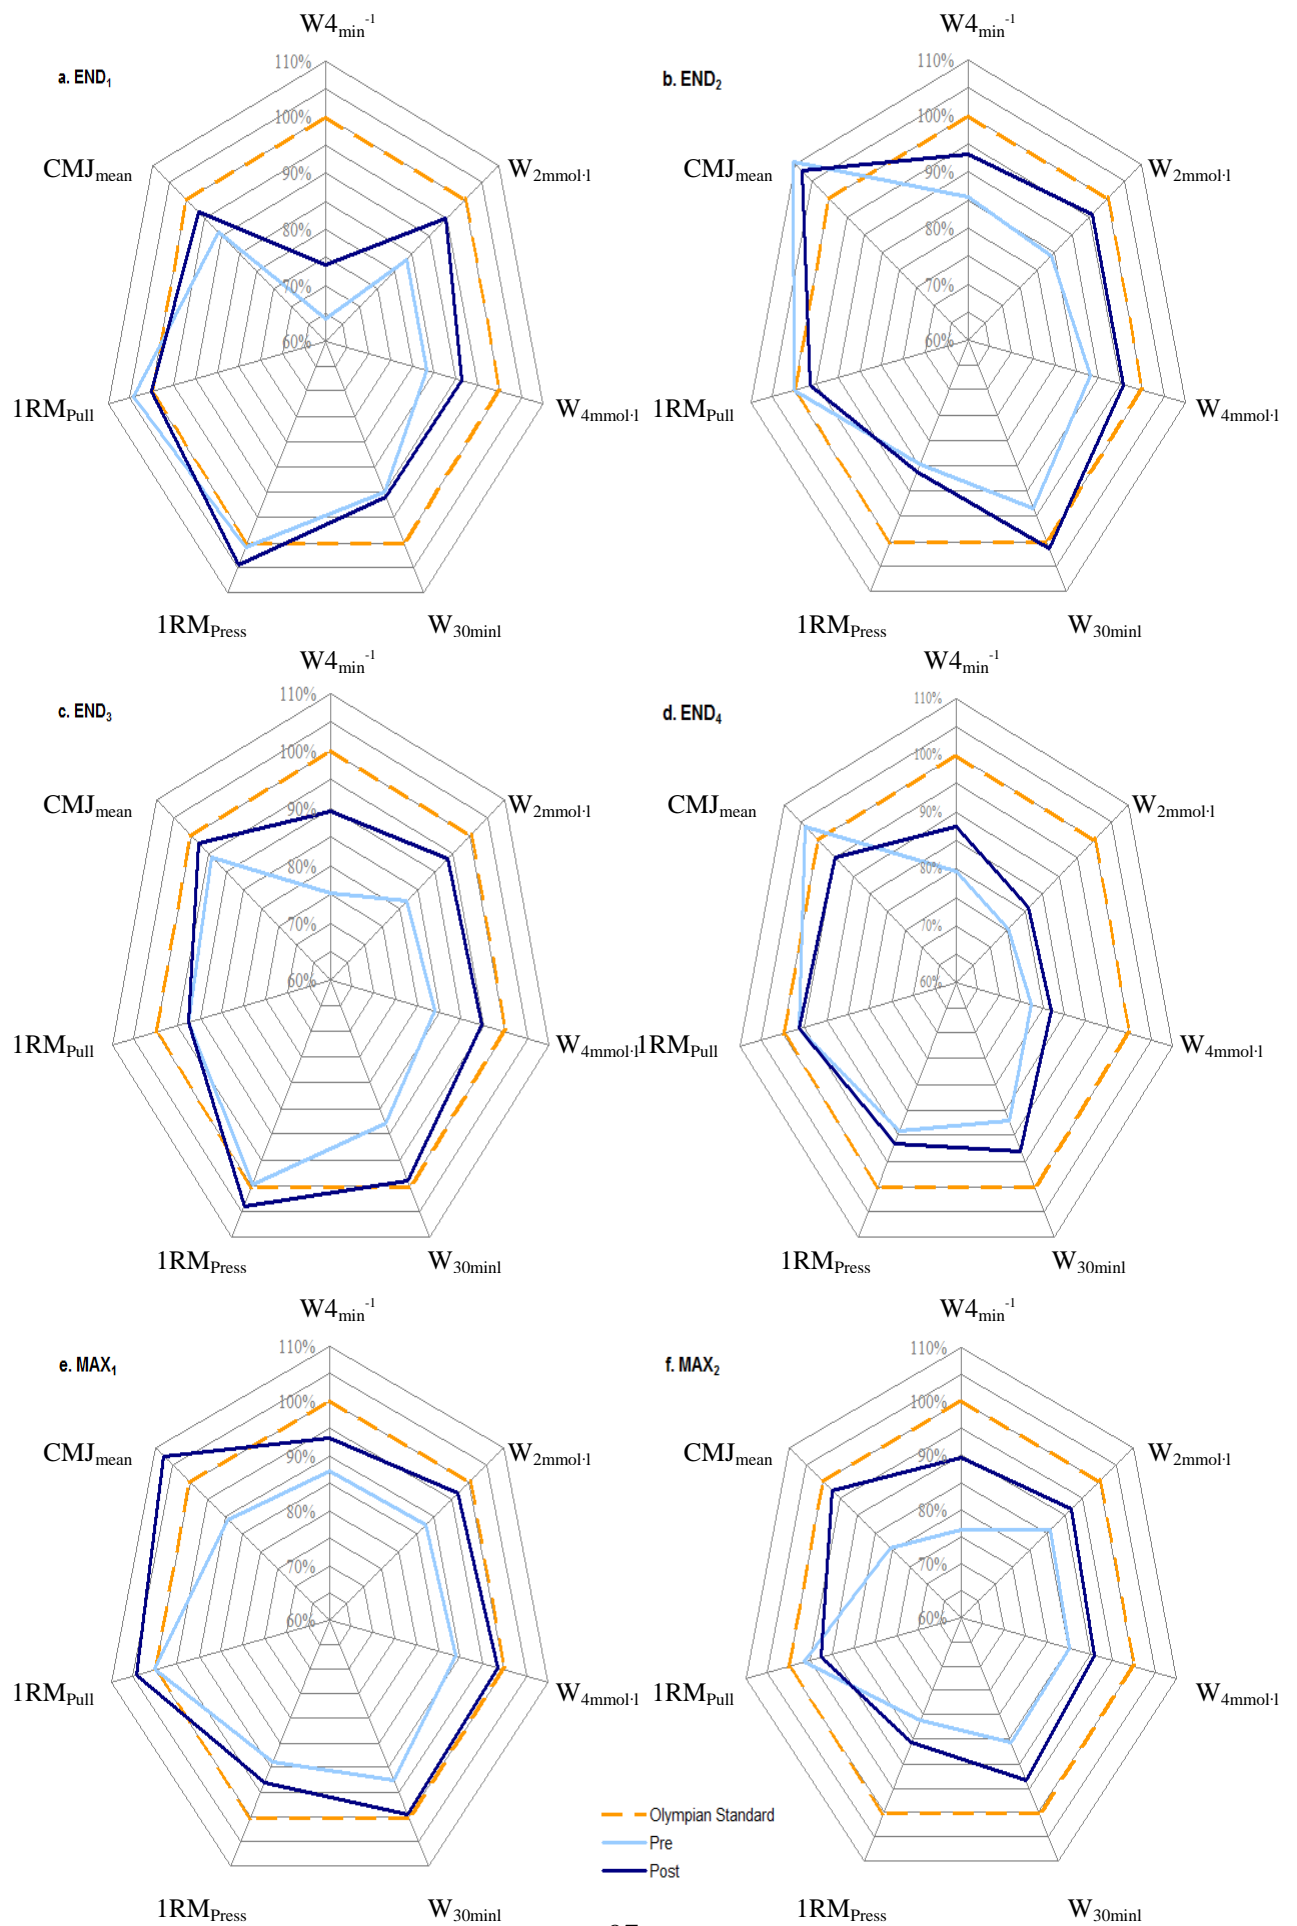 W4min-1
W4min-1
a. END1
110%
b. END2
110%
100%
100%
CMJmean
W2mmol·l
CMJmean
W2mmol·l
90%
90%
80%
80%
70%
70%
60%
60%
1RMPull
W4mmol·l
1RMPull
W4mmol·l
1RMPress
W30minl
1RMPress
W30minl
W4min-1
W4min-1
c. END3
110%
d. END4
110%
100%
100%
CMJmean
W2mmol·l
CMJmean
W2mmol·l
90%
90%
80%
80%
70%
70%
60%
60%
1RMPull
W4mmol·l
1RMPull
W4mmol·l
1RMPress
W30minl
1RMPress
W30minl
W4min-1
W4min-1
e. MAX1
110%
f. MAX2
110%
100%
100%
CMJmean
W2mmol·l
CMJmean
W2mmol·l
90%
90%
80%
80%
70%
70%
60%
60%
1RMPull
W4mmol·l
1RMPull
W4mmol·l
Olympian Standard
Pre
Post
1RMPress
W30minl
1RMPress
W30minl